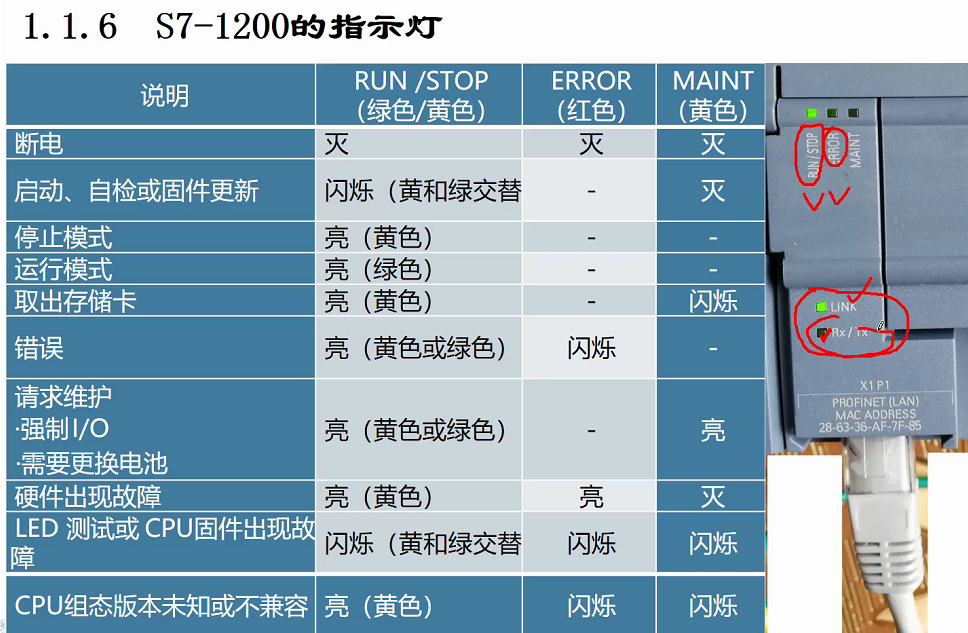 1.1.6 S7-1200的指示灯
说明
RUN /STOP
（绿色/黄色）
ERROR
（红色）
MAINT
（黄色）
断电
灭
灭
灭
启动、自检或固件更新
闪烁（黄和绿交替
-
灭
停止模式
亮（黄色）
-
-
运行模式
亮（绿色）
-
-
取出存储卡
亮（黄色）
-
闪烁
错误
亮（黄色或绿色）
闪烁
-
请求维护
·强制I/O
·需要更换电池
亮（黄色或绿色）
-
亮
硬件出现故障
亮（黄色）
亮
灭
LED 测试或 CPU固件出现故
障
闪烁（黄和绿交替
闪烁
闪烁
CPU组态版本未知或不兼容
亮（黄色）
闪烁
闪烁
RUN / STOP
ERROR
MAINT
LINK
Rx / Tx
X1P1
PROFINET (LAN)
MAC ADDRESS
28-63-36-AF-7F-85